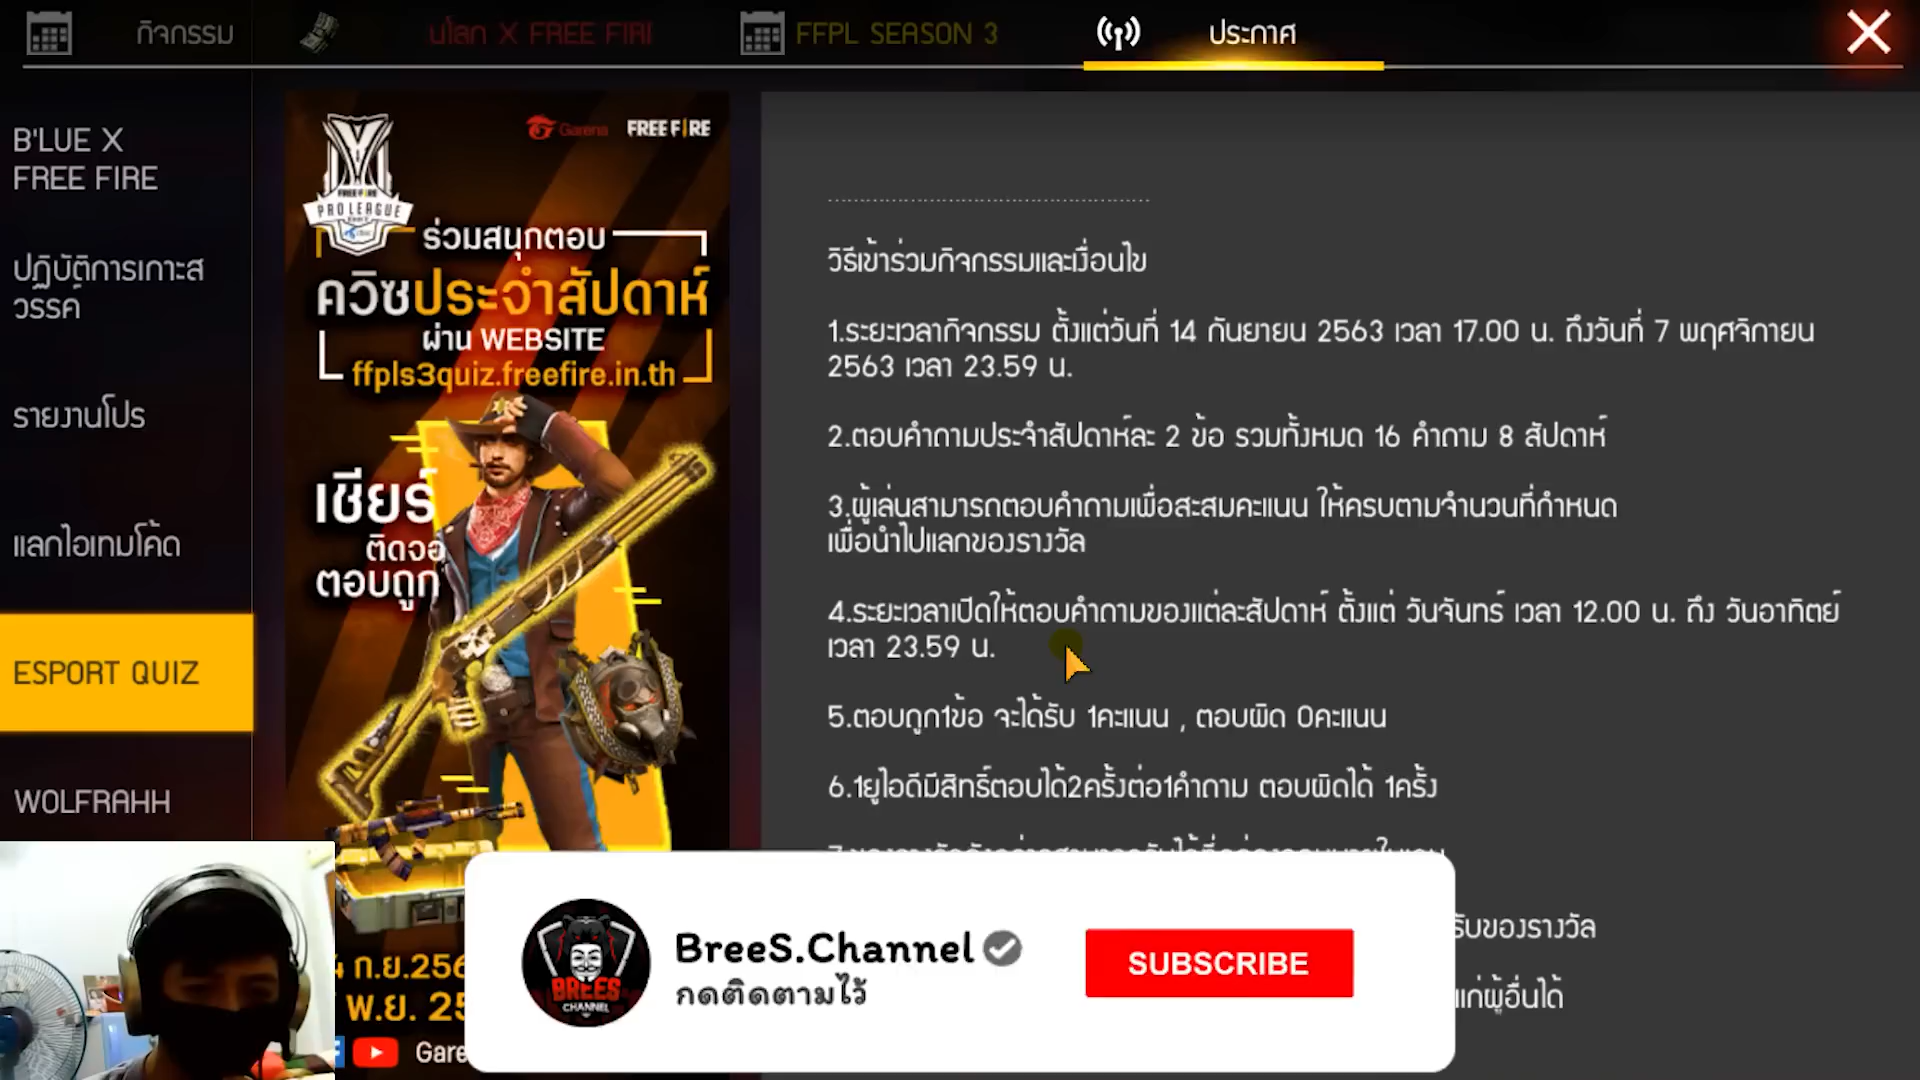 กิจกรรม
นโลก X FREE FIRI
FFPL SEASON 3
ประกาศ
B'LUE X
FREE FIRE
ปฏิบัติการเกาะส
วรรค์
รายงานโปร
แลกไอเทมโค้ด
ESPORT QUIZ
WOLFRAHH
Garena FREE FIRE
FREE FIRE
PRO LEAGUE
ร่วมสนุกตอบ
ควิซประจำสัปดาห์
ผ่าน WEBSITE
ffpls3quiz.freefire.in.th
เชียร์
ติดจอ
ตอบถูก
ก.ย.256
พ.ย. 25
Gare
วิธีเข้าร่วมกิจกรรมและเงื่อนไข
1.ระยะเวลากิจกรรม ตั้งแต่วันที่ 14 กันยายน 2563 เวลา 17.00 น. ถึงวันที่ 7 พฤศจิกายน
2563 เวลา 23.59 น.
2.ตอบคำถามประจำสัปดาห์ละ 2 ข้อ รวมทั้งหมด 16 คำถาม 8 สัปดาห์
3.ผู้เล่นสามารถตอบคำถามเพื่อสะสมคะแนน ให้ครบตามจำนวนที่กำหนด
เพื่อนำไปแลกของรางวัล
4.ระยะเวลาเปิดให้ตอบคำถามของแต่ละสัปดาห์ ตั้งแต่ วันจันทร์ เวลา 12.00 น. ถึง วันอาทิตย์
เวลา 23.59 น.
5.ตอบถูก1ข้อ จะได้รับ 1คะแนน , ตอบผิด 0คะแนน
6.1ยูไอดีมีสิทธิ์ตอบได้2ครั้งต่อ1คำถาม ตอบผิดได้ 1ครั้ง
รับของรางวัล
แก่ผู้อื่นได้
BREES
CHANNEL
BreeS.Channel
กดติดตามไว้
SUBSCRIBE